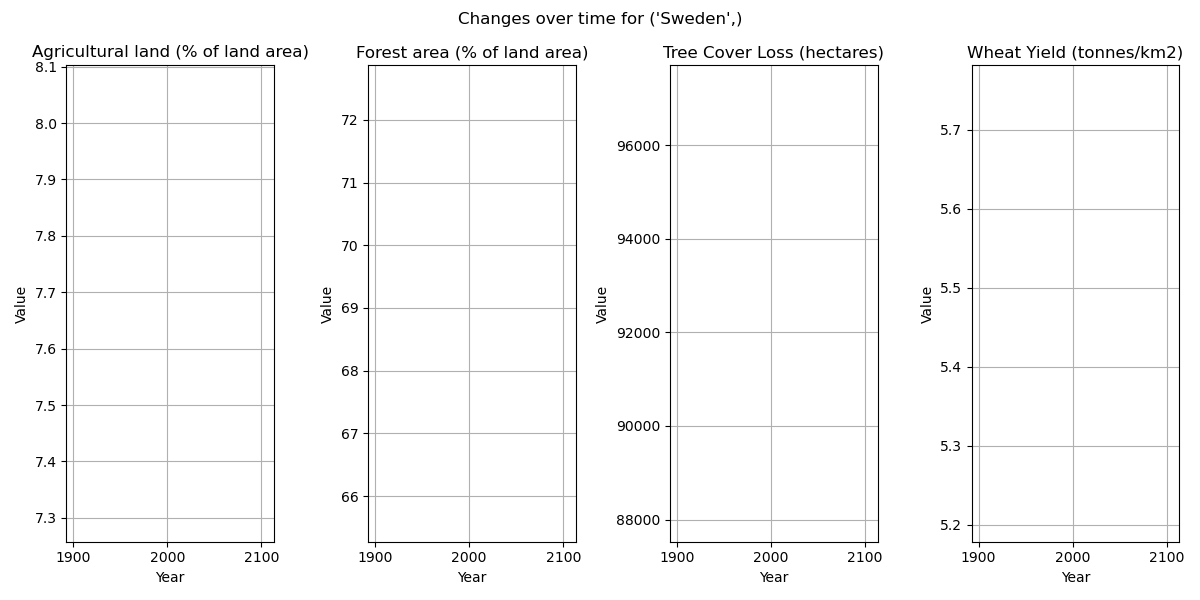 Changes over time for ('Sweden',)
Agricultural land (% of land area)
8.1
8.0
7.9
7.8
7.7
7.6
7.5
7.4
7.3
Value
1900 2000 2100
Year
Forest area (% of land area)
72
71
70
69
68
67
66
Value
1900 2000 2100
Year
Tree Cover Loss (hectares)
96000
94000
92000
90000
88000
Value
1900 2000 2100
Year
Wheat Yield (tonnes/km2)
5.7
5.6
5.5
5.4
5.3
5.2
Value
1900 2000 2100
Year